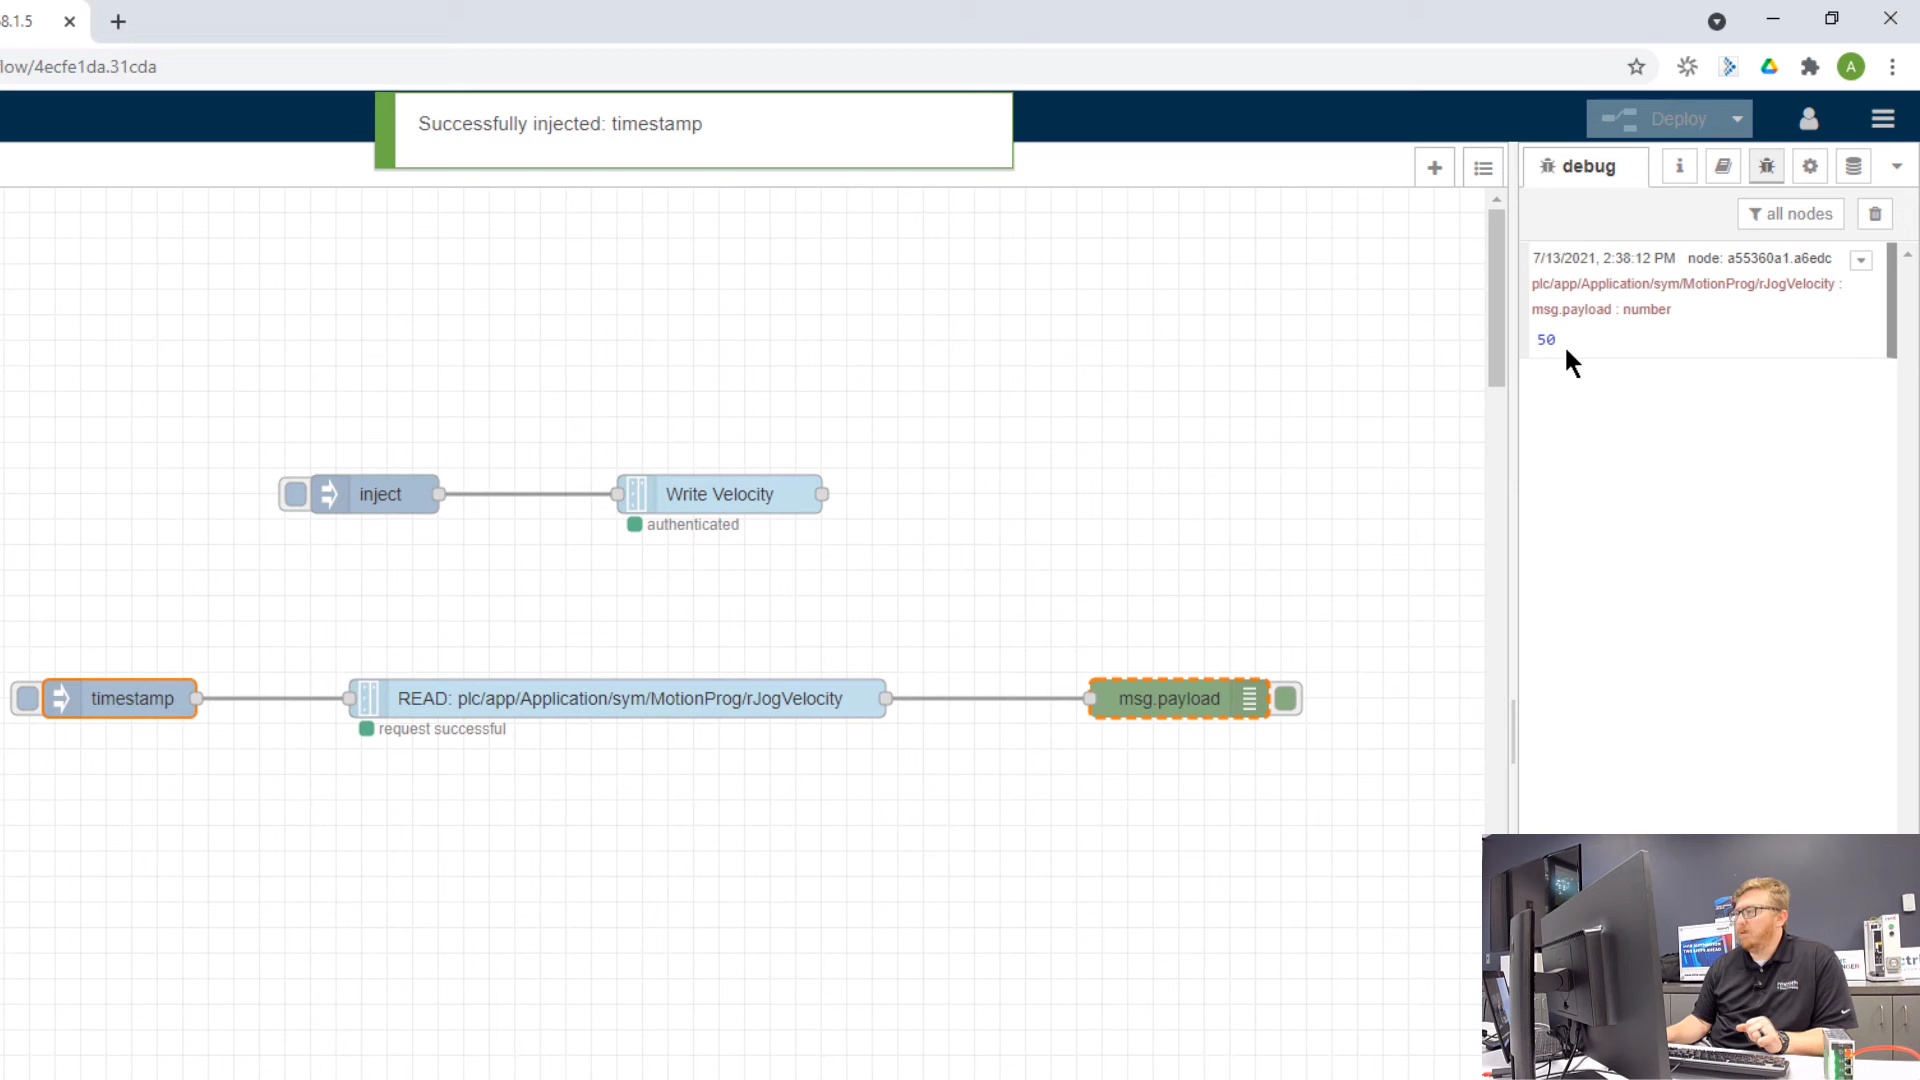 8.1.5
low/4ecfe1da.31cda
A
Successfully injected: timestamp
Deploy
debug
i
all nodes
7/13/2021, 2:38:12 PM node: a55360a1.a6edc
plc/app/Application/sym/MotionProg/rJogVelocity :
msg.payload : number
50
inject
Write Velocity
authenticated
timestamp
READ: plc/app/Application/sym/MotionProg/rJogVelocity
msg.payload
request successful